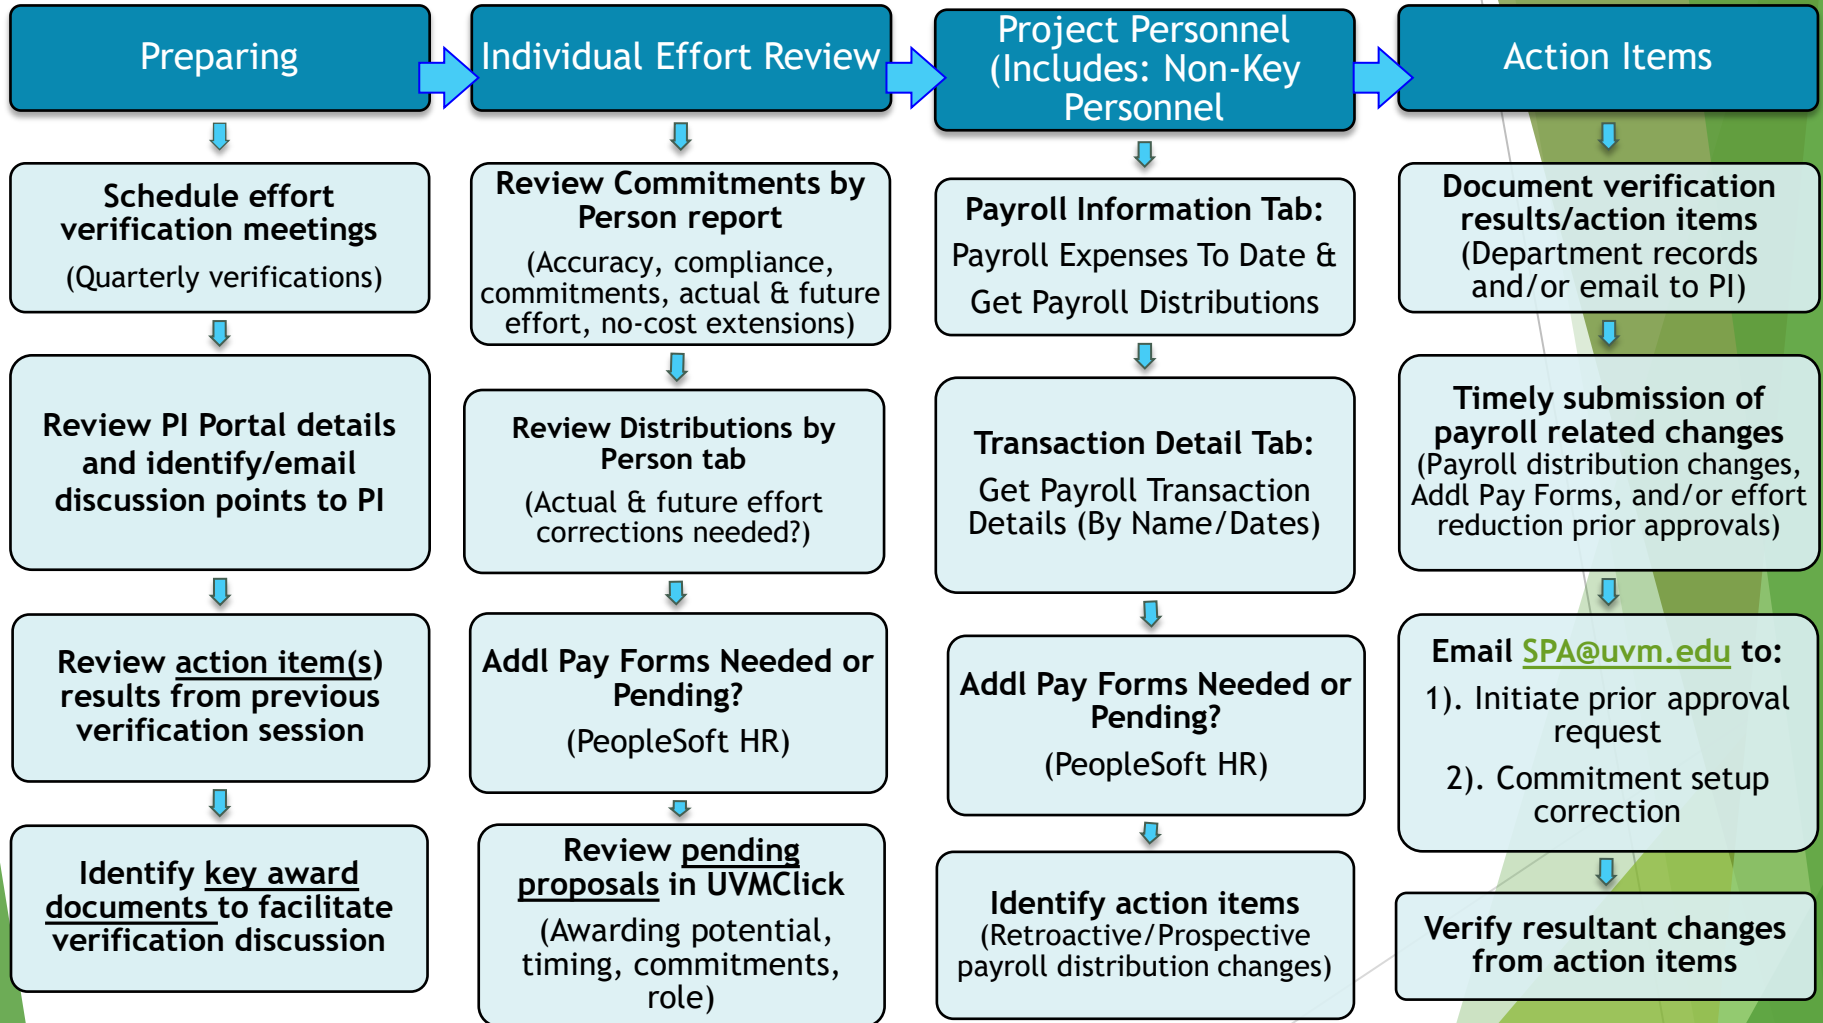 Preparing
Schedule effort
verification meetings
(Quarterly verifications)
Review PI Portal details
and identify/email
discussion points to PI
Review action item(s)
results from previous
verification session
Identify key award
documents to facilitate
verification discussion
Individual Effort Review
Review Commitments by
Person report
(Accuracy, compliance,
commitments, actual & future
effort, no-cost extensions)
Review Distributions by
Person tab
(Actual & future effort
corrections needed?)
Addl Pay Forms Needed or
Pending?
(PeopleSoft HR)
Review pending
proposals in UVMClick
(Awarding potential,
timing, commitments,
role)
Project Personnel
(Includes: Non-Key
Personnel
Payroll Information Tab:
Payroll Expenses To Date &
Get Payroll Distributions
Transaction Detail Tab:
Get Payroll Transaction
Details (By Name/Dates)
Addl Pay Forms Needed or
Pending?
(PeopleSoft HR)
Identify action items
(Retroactive/Prospective
payroll distribution changes)
Action Items
Document verification
results/action items
(Department records
and/or email to PI)
Timely submission of
payroll related changes
(Payroll distribution changes,
Addl Pay Forms, and/or effort
reduction prior approvals)
Email SPA@uvm.edu to:
1). Initiate prior approval
request
2). Commitment setup
correction
Verify resultant changes
from action items